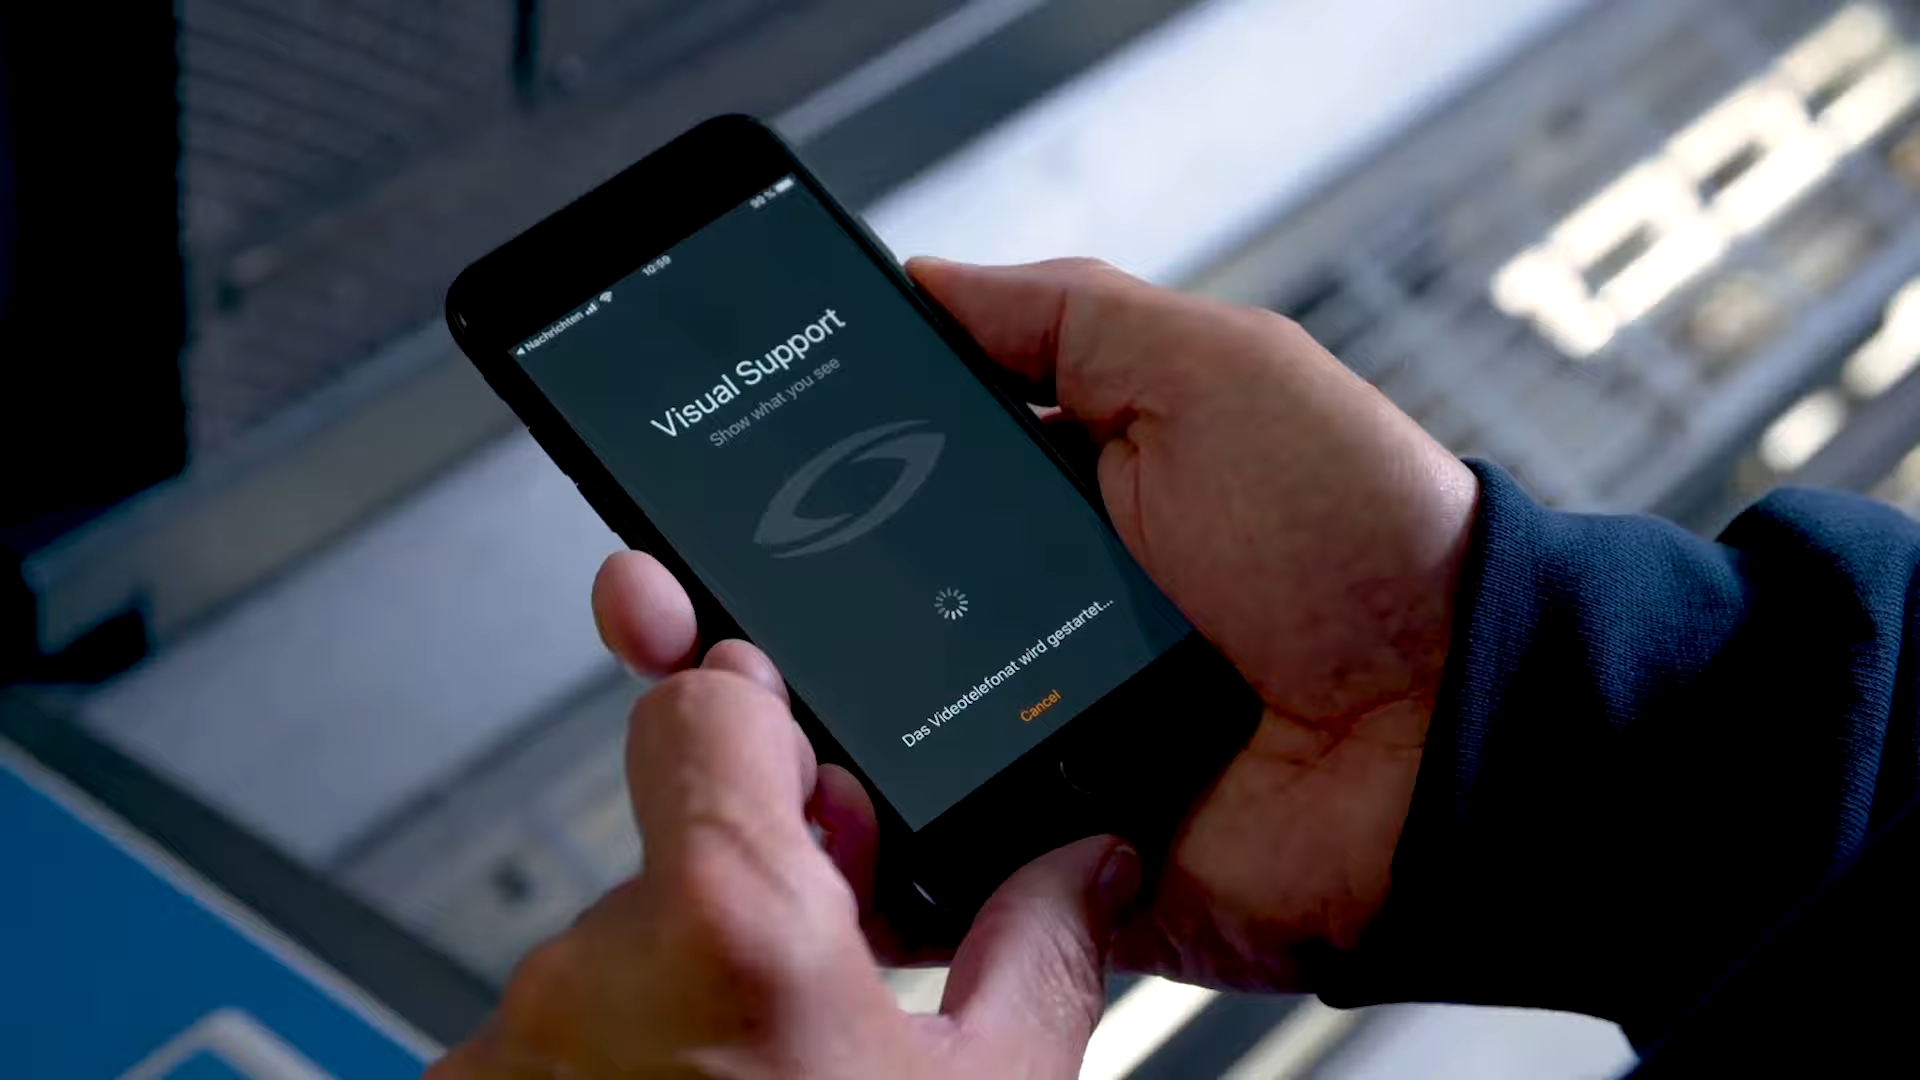 ◀ Nachrichten
10:59
99 %
Visual Support
Show what you see
Das Videotelefonat wird gestartet...
Cancel